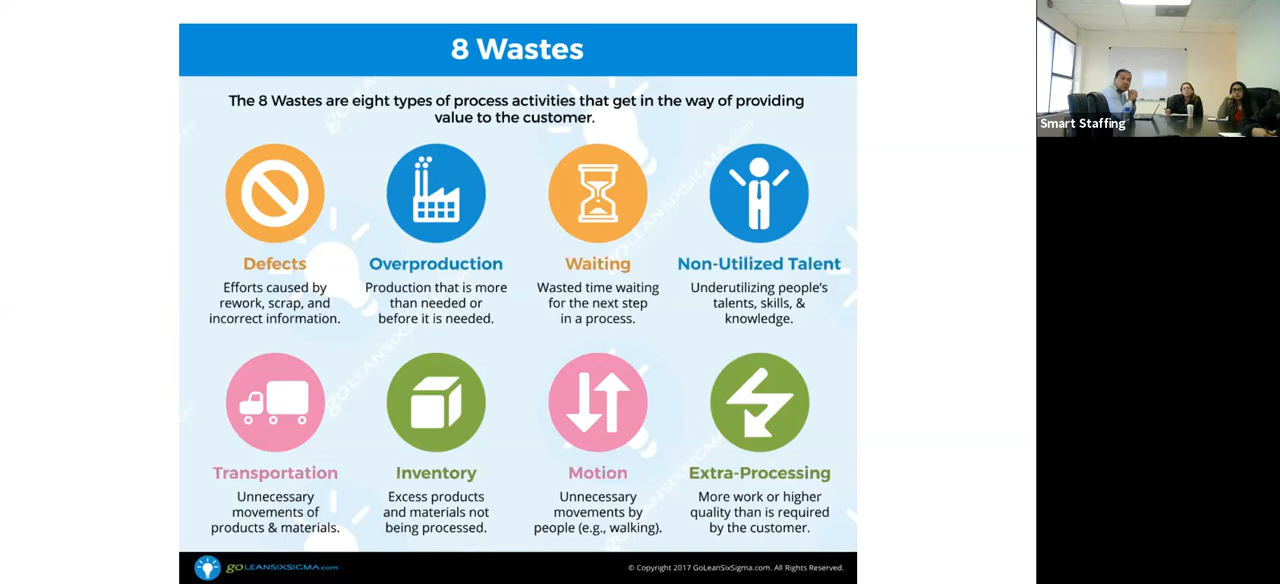 8 Wastes
The 8 Wastes are eight types of process activities that get in the way of providing
value to the customer.
Defects
Efforts caused by
rework, scrap, and
incorrect information.
Overproduction
Production that is more
than needed or
before it is needed.
Waiting
Wasted time waiting
for the next step
in a process.
Non-Utilized Talent
Underutilizing people's
talents, skills, &
knowledge.
Transportation
Unnecessary
movements of
products & materials.
Inventory
Excess products
and materials not
being processed.
Motion
Unnecessary
movements by
people (e.g., walking).
Extra-Processing
More work or higher
quality than is required
by the customer.
goLEANSIXSIGMA.com
© Copyright 2017 GoLeanSixSigma.com. All Rights Reserved.
Smart Staffing